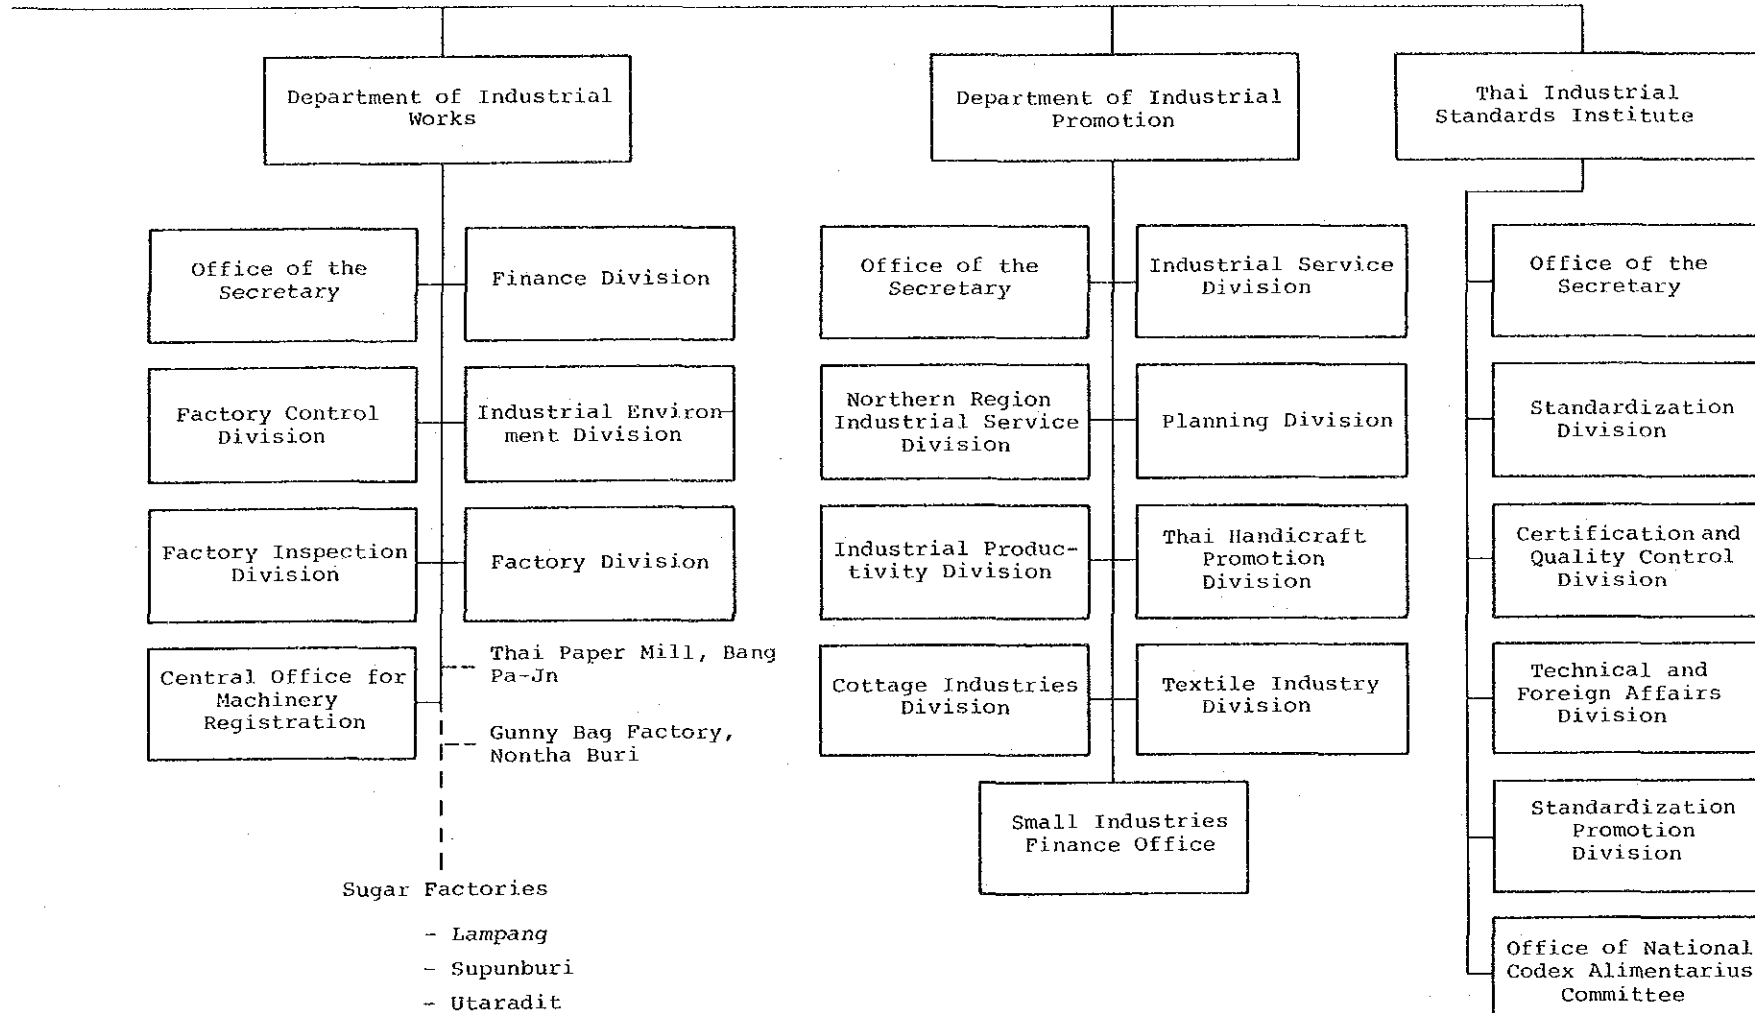 Department of Industrial
Works
Department of Industrial
Promotion
Thai Industrial
Standards Institute
Office of the
Secretary
Finance Division
Factory Control
Division
Industrial Environ-
ment Division
Factory Inspection
Division
Factory Division
Central Office for
Machinery
Registration
Thai Paper Mill, Bang
Pa-Jn
Gunny Bag Factory,
Nontha Buri
Sugar Factories
- Lampang
- Supunburi
- Utaradit
Office of the
Secretary
Industrial Service
Division
Northern Region
Industrial Service
Division
Planning Division
Industrial Produc-
tivity Division
Thai Handicraft
Promotion
Division
Cottage Industries
Division
Textile Industry
Division
Small Industries
Finance Office
Office of the
Secretary
Standardization
Division
Certification and
Quality Control
Division
Technical and
Foreign Affairs
Division
Standardization
Promotion
Division
Office of National
Codex Alimentarius
Committee